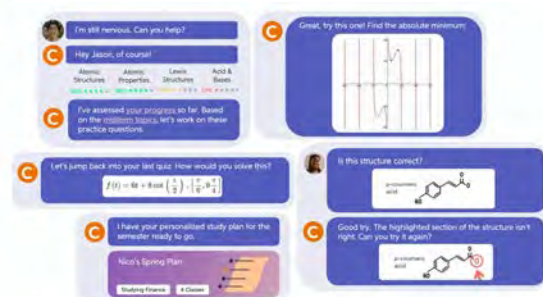 I'm still nervous. Can you help?
Hey Jason, of course!
Atomic Structures
Atomic Properties
Lewis Structures
Acid & Bases
I've assessed your progress so far. Based
on the midterm topics, let's work on these
practice questions.
Great, try this one! Find the absolute minimum:
Let's jump back into your last quiz. How would you solve this?
I have your personalized study plan for the
semester ready to go.
Nico's Spring Plan
Studying Finance
4 Classes
Is this structure correct?
p-coumaric
acid
HO
O
Good try. The highlighted section of the structure isn't
right. Can you try it again?
p-coumaric
acid
HO
O